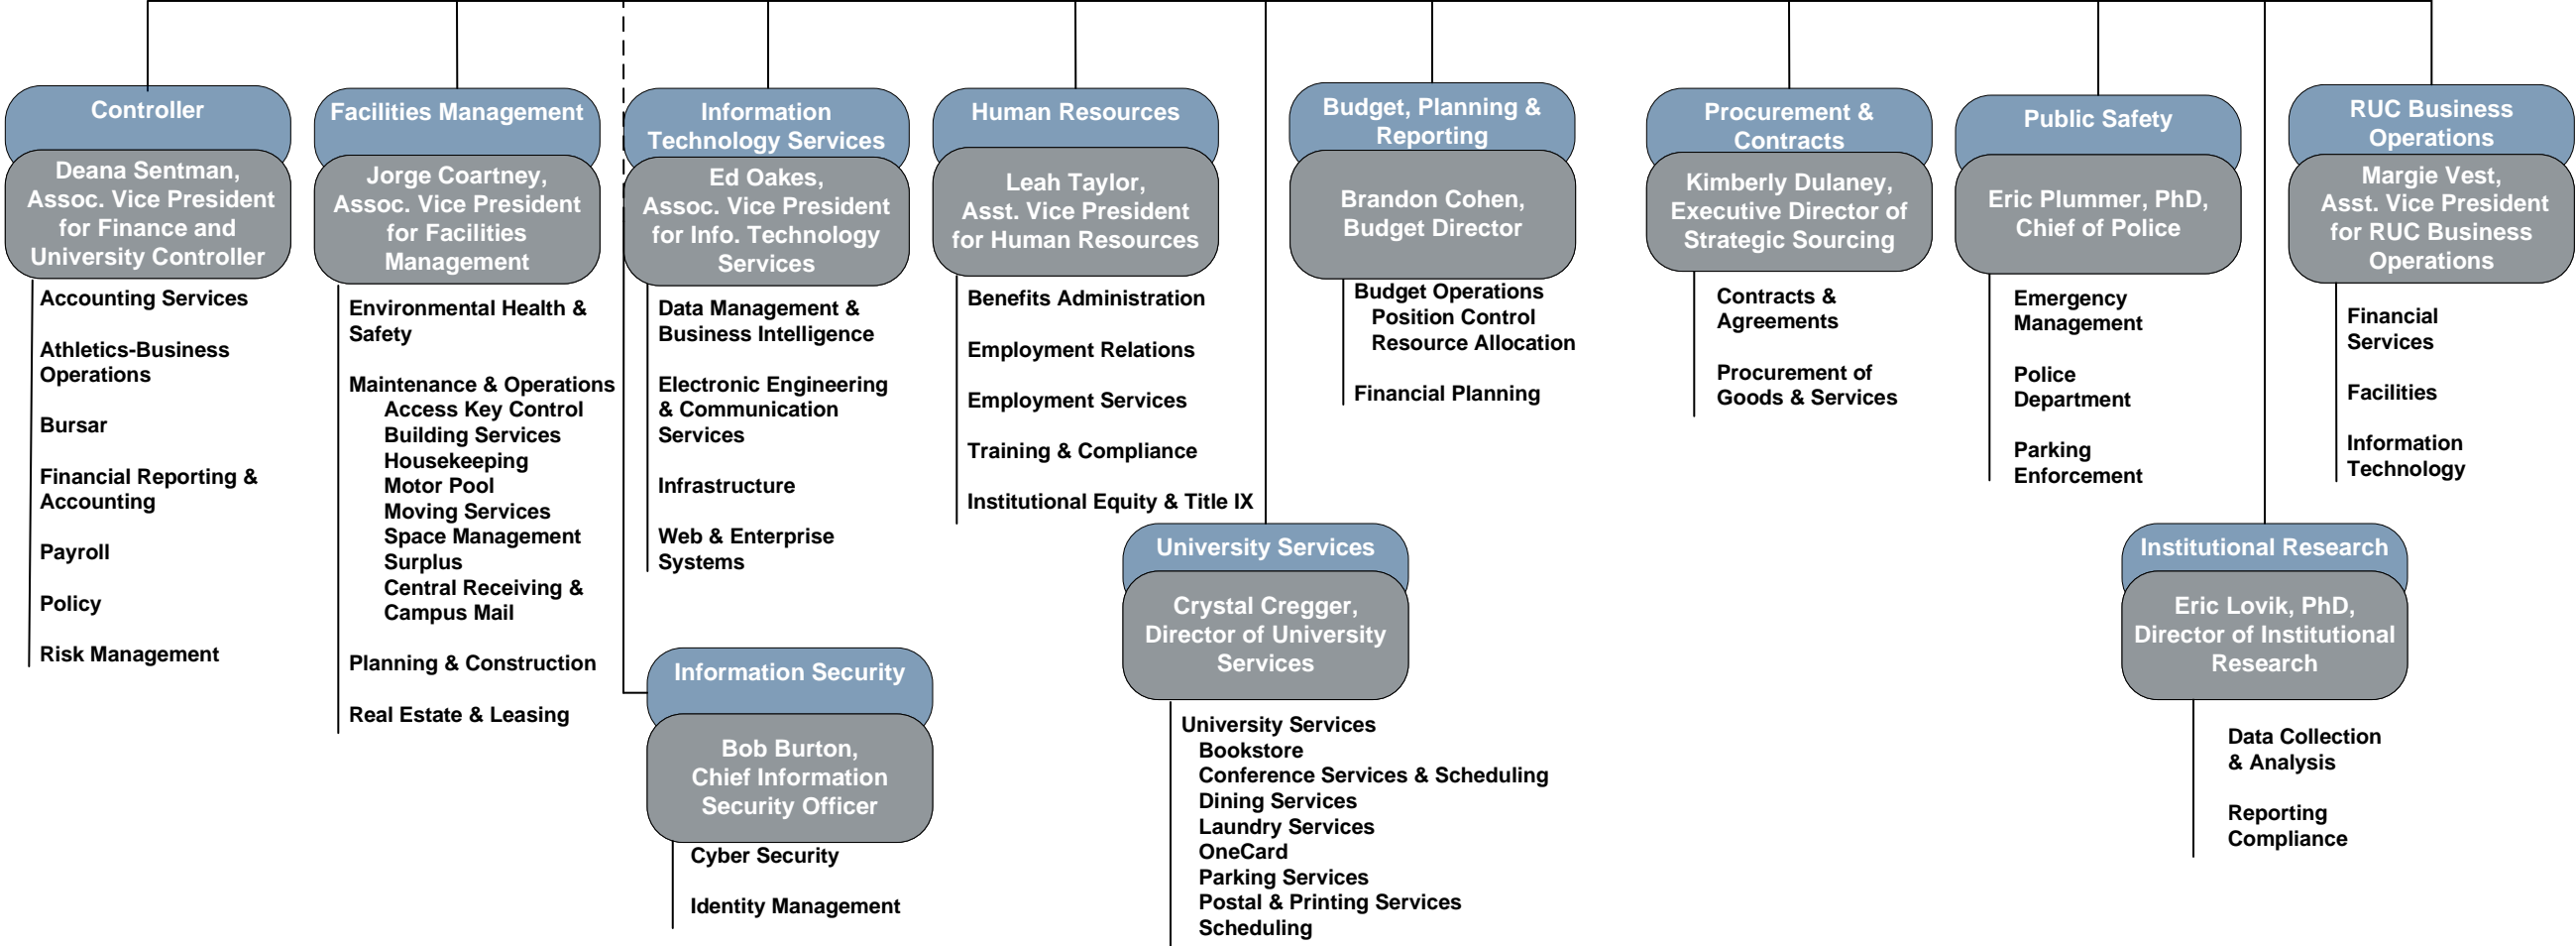 Controller
Deana Sentman,
Assoc. Vice President
for Finance and
University Controller
Accounting Services
Athletics-Business
Operations
Bursar
Financial Reporting &
Accounting
Payroll
Policy
Risk Management
Facilities Management
Jorge Coartney,
Assoc. Vice President
for Facilities
Management
Environmental Health &
Safety
Maintenance & Operations
Access Key Control
Building Services
Housekeeping
Motor Pool
Moving Services
Space Management
Surplus
Central Receiving &
Campus Mail
Planning & Construction
Real Estate & Leasing
Information
Technology Services
Ed Oakes,
Assoc. Vice President
for Info. Technology
Services
Data Management &
Business Intelligence
Electronic Engineering
& Communication
Services
Infrastructure
Web & Enterprise
Systems
Information Security
Bob Burton,
Chief Information
Security Officer
Cyber Security
Identity Management
Human Resources
Leah Taylor,
Asst. Vice President
for Human Resources
Benefits Administration
Employment Relations
Employment Services
Training & Compliance
Institutional Equity & Title IX
University Services
Crystal Cregger,
Director of University
Services
University Services
Bookstore
Conference Services & Scheduling
Dining Services
Laundry Services
OneCard
Parking Services
Postal & Printing Services
Scheduling
Budget, Planning &
Reporting
Brandon Cohen,
Budget Director
Budget Operations
Position Control
Resource Allocation
Financial Planning
Procurement &
Contracts
Kimberly Dulaney,
Executive Director of
Strategic Sourcing
Contracts &
Agreements
Procurement of
Goods & Services
Public Safety
Eric Plummer, PhD,
Chief of Police
Emergency
Management
Police
Department
Parking
Enforcement
Institutional Research
Eric Lovik, PhD,
Director of Institutional
Research
Data Collection
& Analysis
Reporting
Compliance
RUC Business
Operations
Margie Vest,
Asst. Vice President
for RUC Business
Operations
Financial
Services
Facilities
Information
Technology